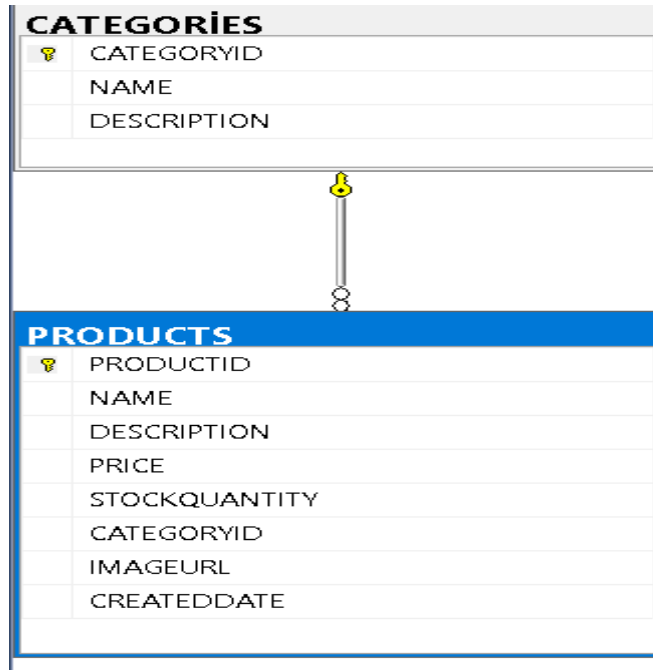 CATEGORİES
CATEGORYID
NAME
DESCRIPTION
PRODUCTS
PRODUCTID
NAME
DESCRIPTION
PRICE
STOCKQUANTITY
CATEGORYID
IMAGEURL
CREATEDDATE